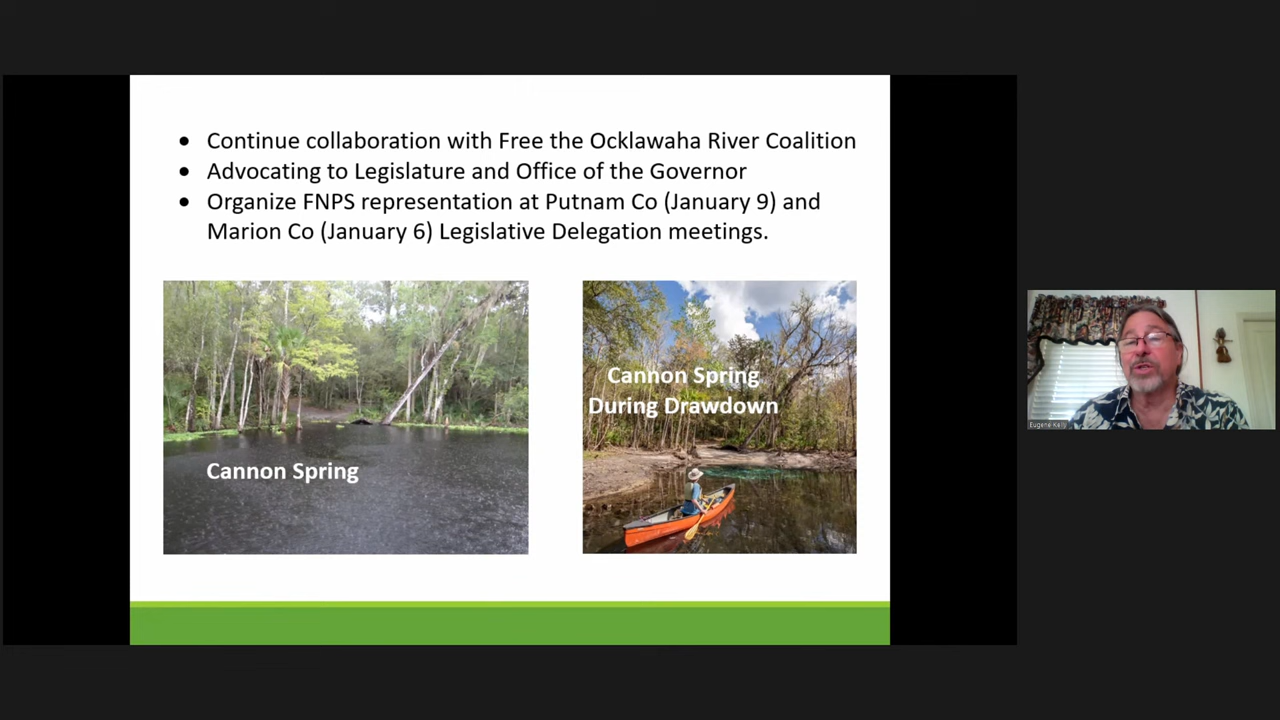 • Continue collaboration with Free the Ocklawaha River Coalition
• Advocating to Legislature and Office of the Governor
• Organize FNPS representation at Putnam Co (January 9) and
Marion Co (January 6) Legislative Delegation meetings.
Cannon Spring
Cannon Spring
During Drawdown
Eugene Kelly